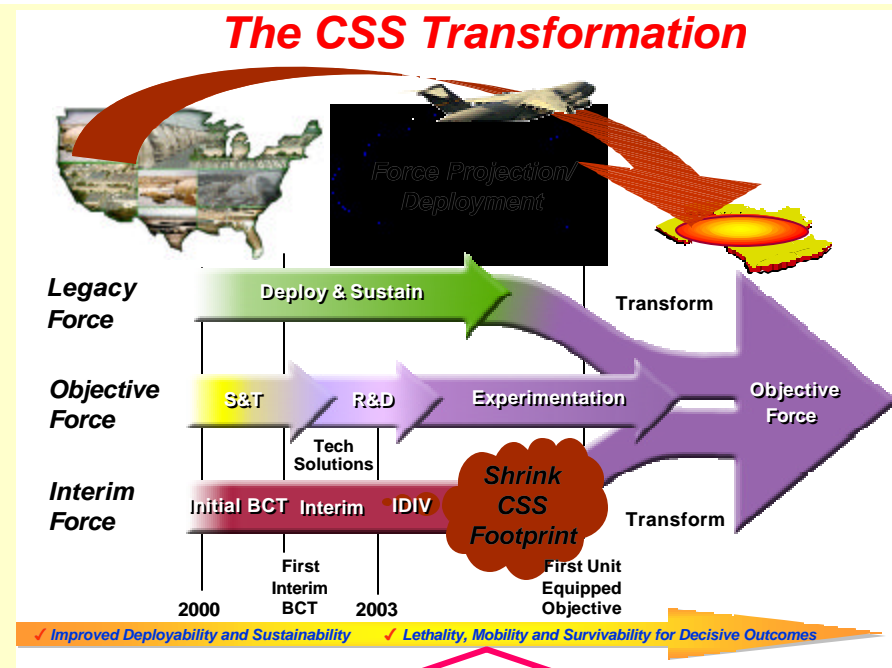 The CSS Transformation
Force Projection/
Deployment
Legacy
Force
Deploy & Sustain
Transform
Objective
Force
S&T
R&D
Experimentation
Objective
Force
Tech
Solutions
Interim
Force
Initial BCT
Interim
IDIV
Shrink
CSS
Footprint
Transform
First
Interim
BCT
First Unit
Equipped
Objective
2000
2003
✓ Improved Deployability and Sustainability
✓ Lethality, Mobility and Survivability for Decisive Outcomes